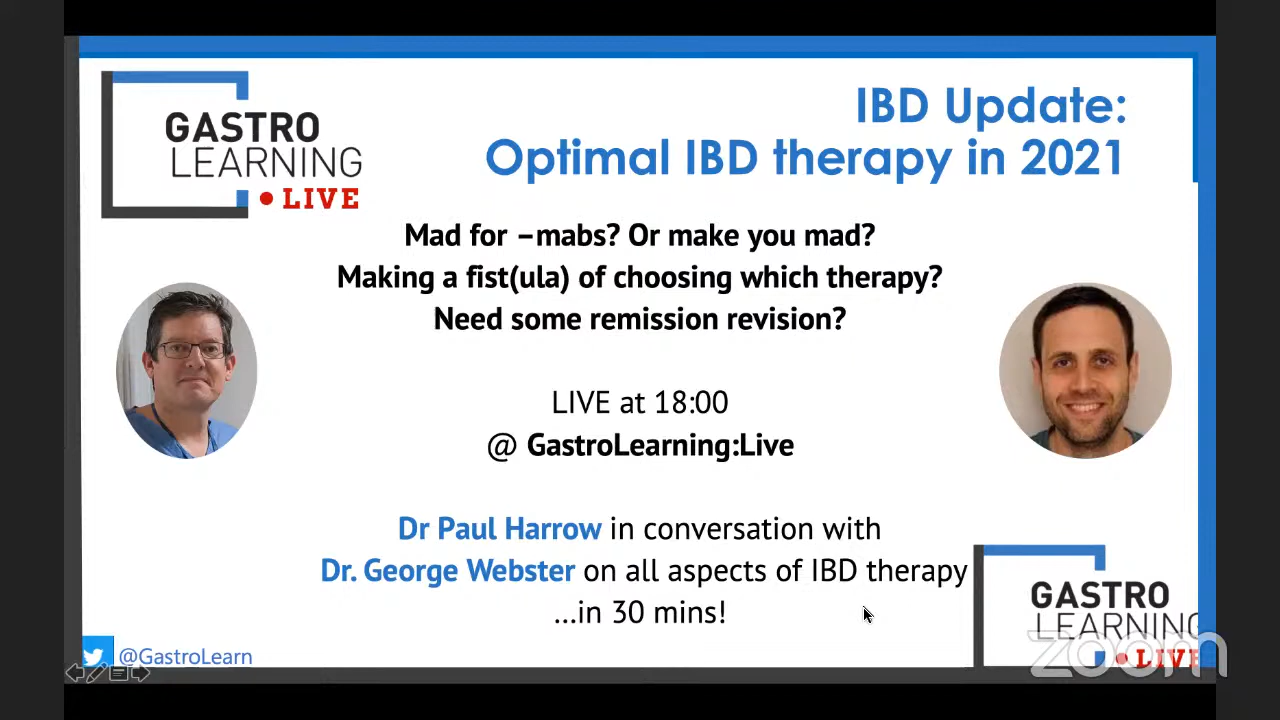 GASTRO
LEARNING
LIVE
IBD Update:
Optimal IBD therapy in 2021
Mad for –mabs? Or make you mad?
Making a fist(ula) of choosing which therapy?
Need some remission revision?
LIVE at 18:00
@ GastroLearning:Live
Dr Paul Harrow in conversation with
Dr. George Webster on all aspects of IBD therapy
...in 30 mins!
@GastroLearn
GASTRO
LEARNING
LIVE
zoom